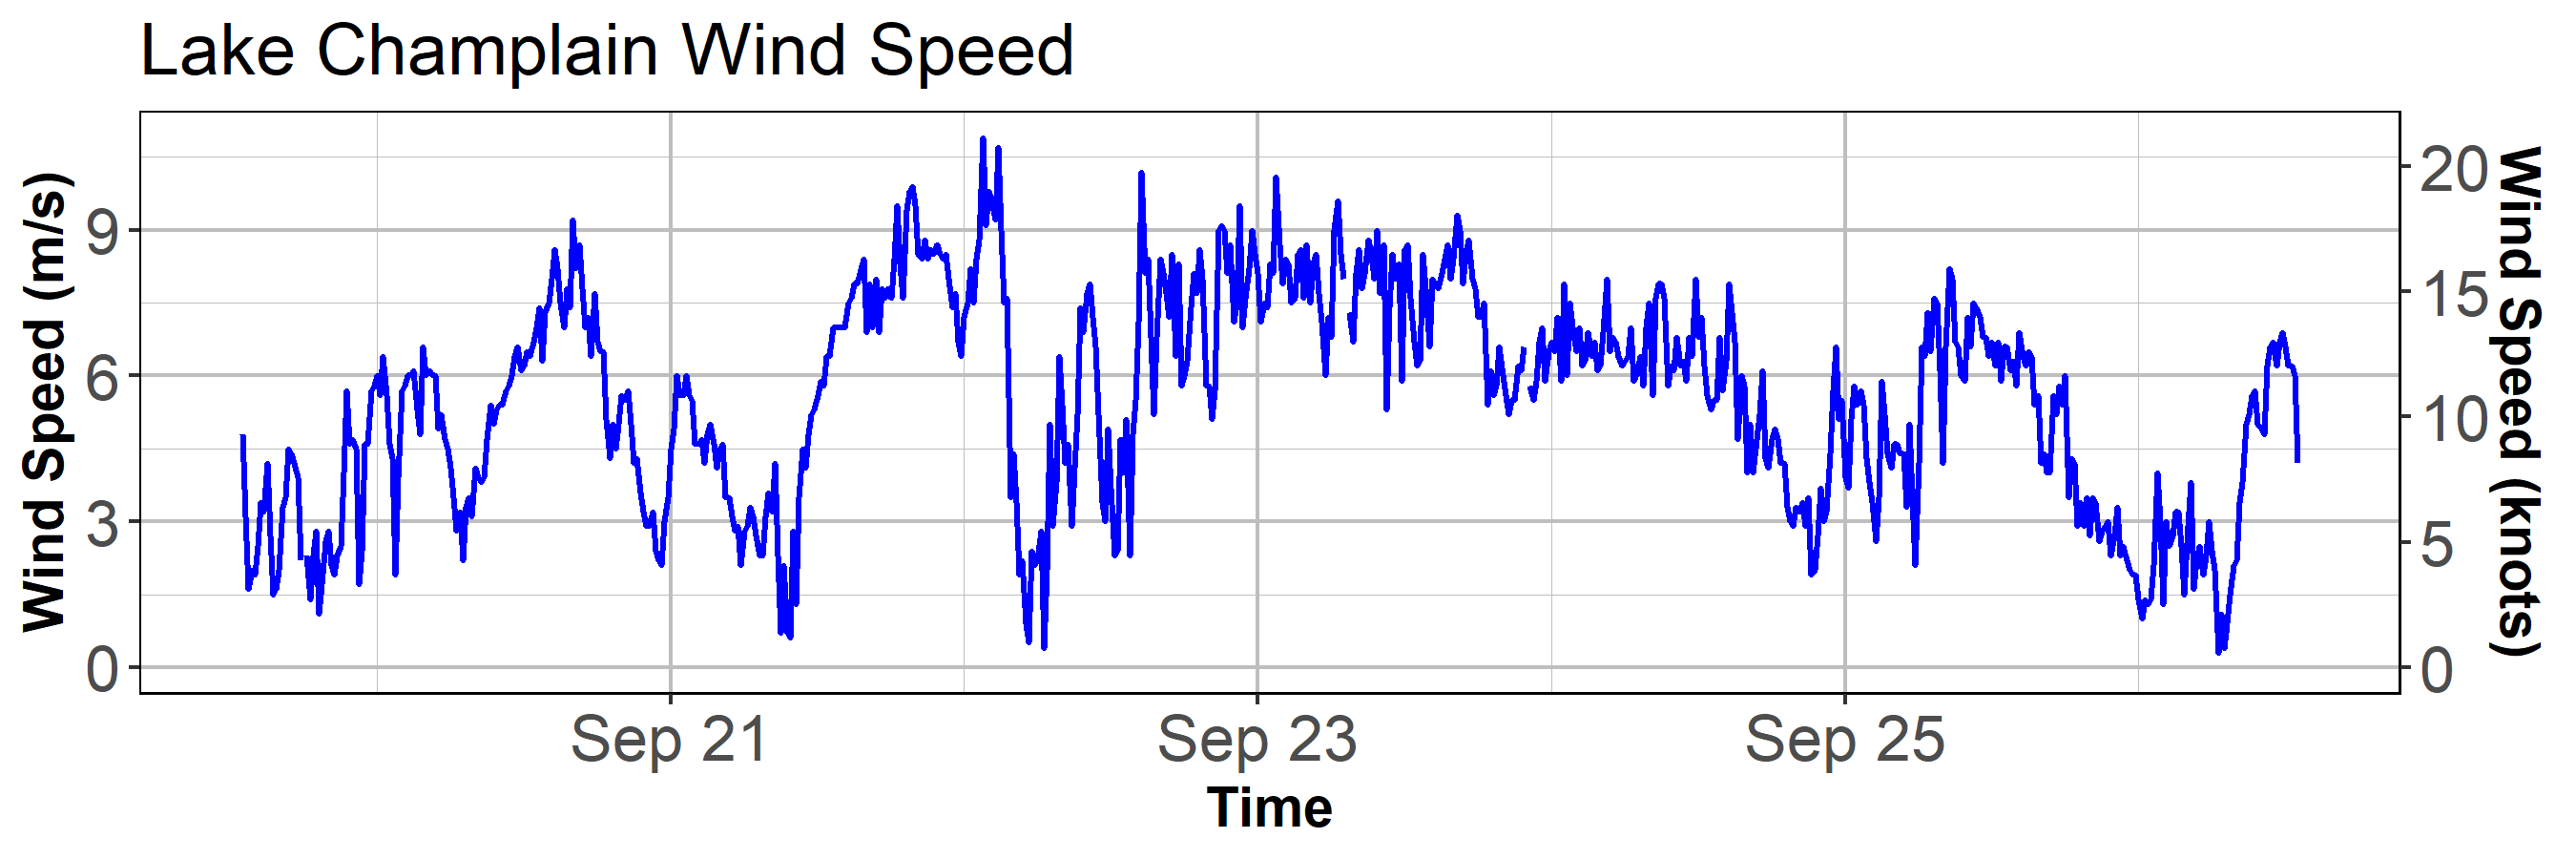 Lake Champlain Wind Speed
Wind Speed (m/s)
9
6
3
0
20
15
10
5
0
Wind Speed (knots)
Sep 21
Sep 23
Sep 25
Time